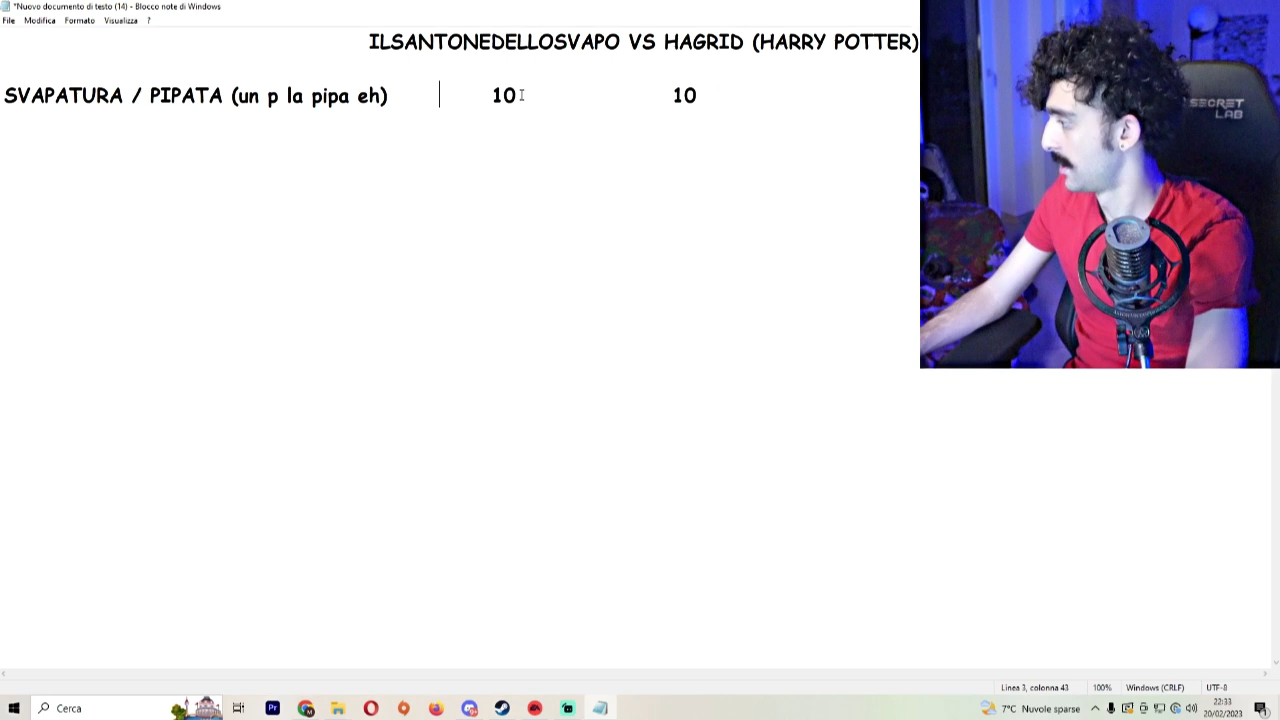 *Nuovo documento di testo (14) - Blocco note di Windows
File Modifica Formato Visualizza ?
ILSANTONEDELLOSVAPO VS HAGRID (HARRY POTTER)
SVAPATURA / PIPATA (un p la pipa eh) 10 10
SECRET
LAB
Linea 3, colonna 43 100% Windows (CRLF) UTF-8
Cerca
7°C Nuvole sparse
22:33
20/02/2023